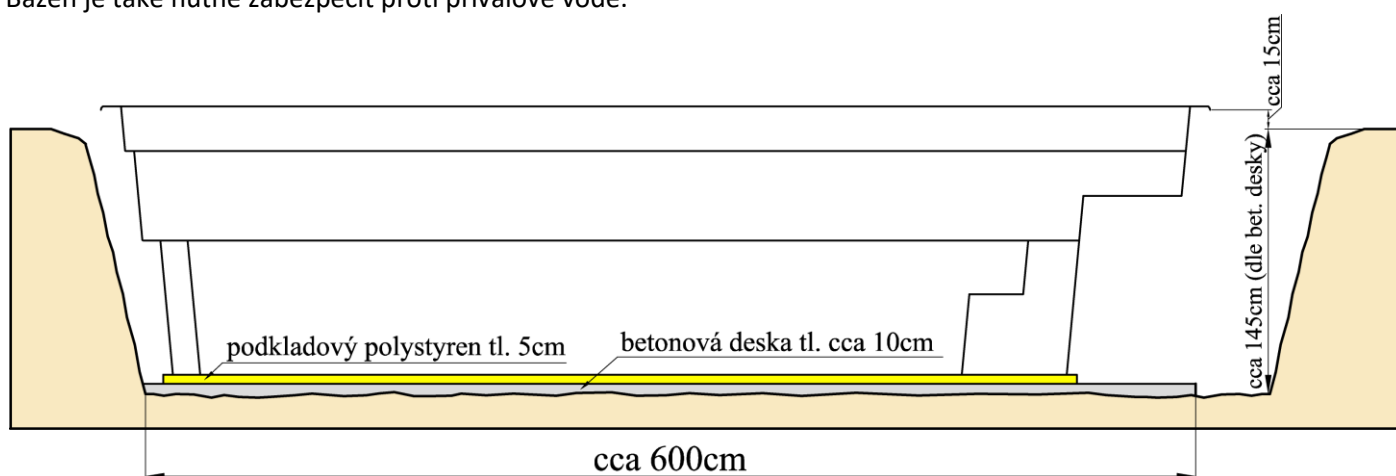 Bazén je také nutné zabezpečit proti přívalové vodě.
cca 15cm
cca 145cm (dle bet. desky)
podkladový polystyren tl. 5cm
betonová deska tl. cca 10cm
cca 600cm